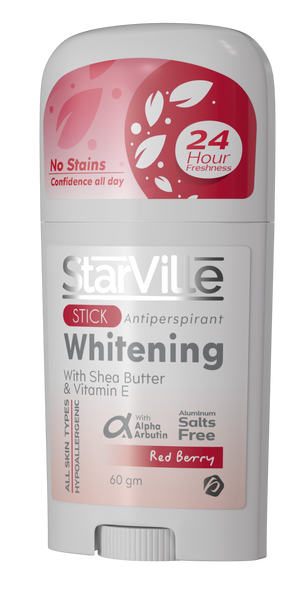 No Stains
Confidence all day
24
Hour
Freshness
StarVille
STICK Antiperspirant
Whitening
With Shea Butter
& Vitamin E
ALL SKIN TYPES
HYPOALLERGENIC
α With
Alpha
Arbutin
Aluminum
Salts
Free
Red Berry
60 gm